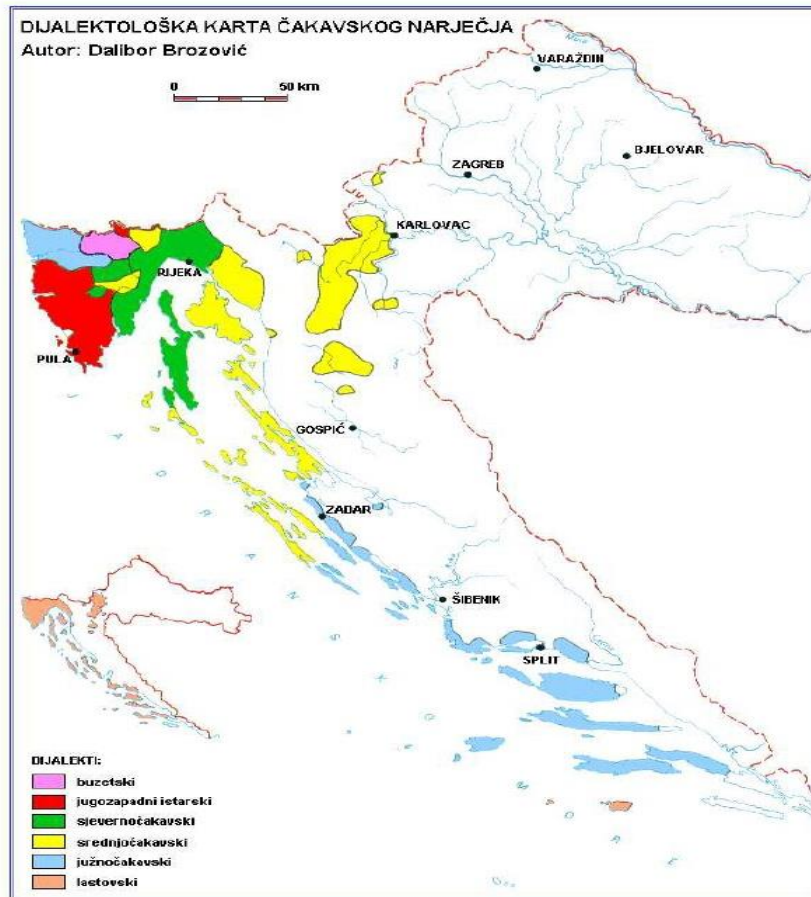 DIJALEKTOLOŠKA KARTA ČAKAVSKOG NARJEČJA
Autor: Dalibor Brozović
0 50 km
VARAŽDIN
BJELOVAR
ZAGREB
KARLOVAC
RIJEKA
PULA
GOSPIĆ
ZADAR
ŠIBENIK
SPLIT
DIJALEKTI:
buzetski
jugozapadni istarski
sjevernočakavski
srednjočakavski
južnočakavski
lastovski